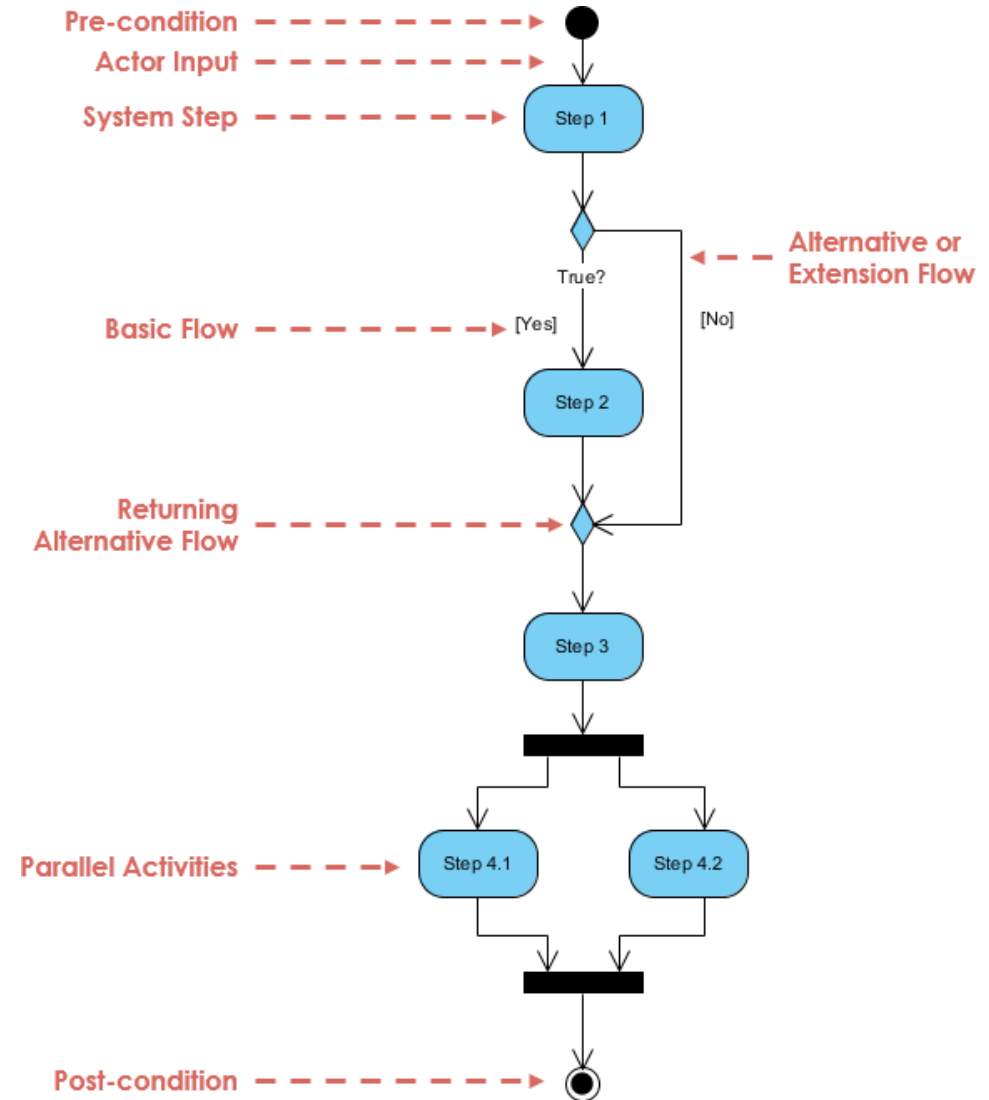 Pre-condition
Actor Input
System Step
Step 1
Alternative or
Extension Flow
True?
Basic Flow
[Yes]
[No]
Step 2
Returning
Alternative Flow
Step 3
Parallel Activities
Step 4.1
Step 4.2
Post-condition